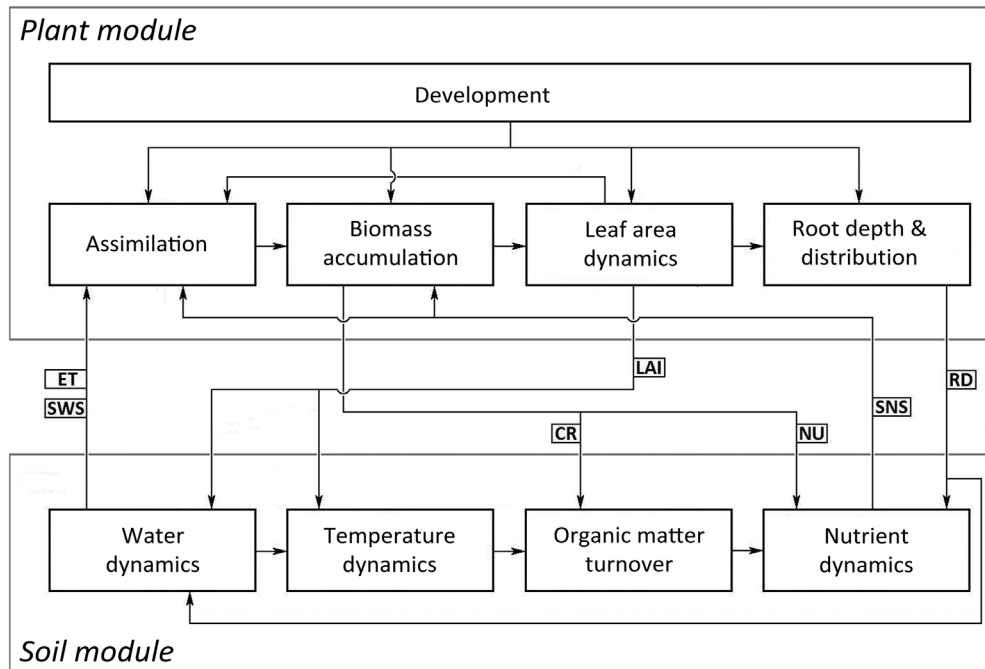 Plant module
Development
Assimilation
Biomass
accumulation
Leaf area
dynamics
Root depth &
distribution
ET
SWS
LAI
CR
NU
SNS
RD
Water
dynamics
Temperature
dynamics
Organic matter
turnover
Nutrient
dynamics
Soil module